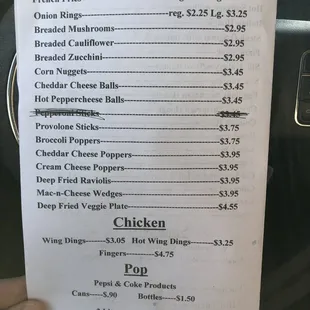 Onion Rings---reg. $2.25 Lg. $3.25
Breaded Mushrooms---$2.95
Breaded Cauliflower---$2.95
Breaded Zucchini---$2.95
Corn Nuggets---$3.45
Cheddar Cheese Balls---$3.45
Hot Peppercheese Balls---$3.45
Pepperoni Sticks---$3.45
Provolone Sticks---$3.75
Broccoli Poppers---$3.75
Cheddar Cheese Poppers---$3.95
Cream Cheese Poppers---$3.95
Deep Fried Raviolis---$3.95
Mac-n-Cheese Wedges---$3.95
Deep Fried Veggie Plate---$4.55
Chicken
Wing Dings-------$3.05 Hot Wing Dings--------$3.25
Fingers--------$4.75
Pop
Pepsi & Coke Products
Cans-----$.90 Bottles-----$1.50